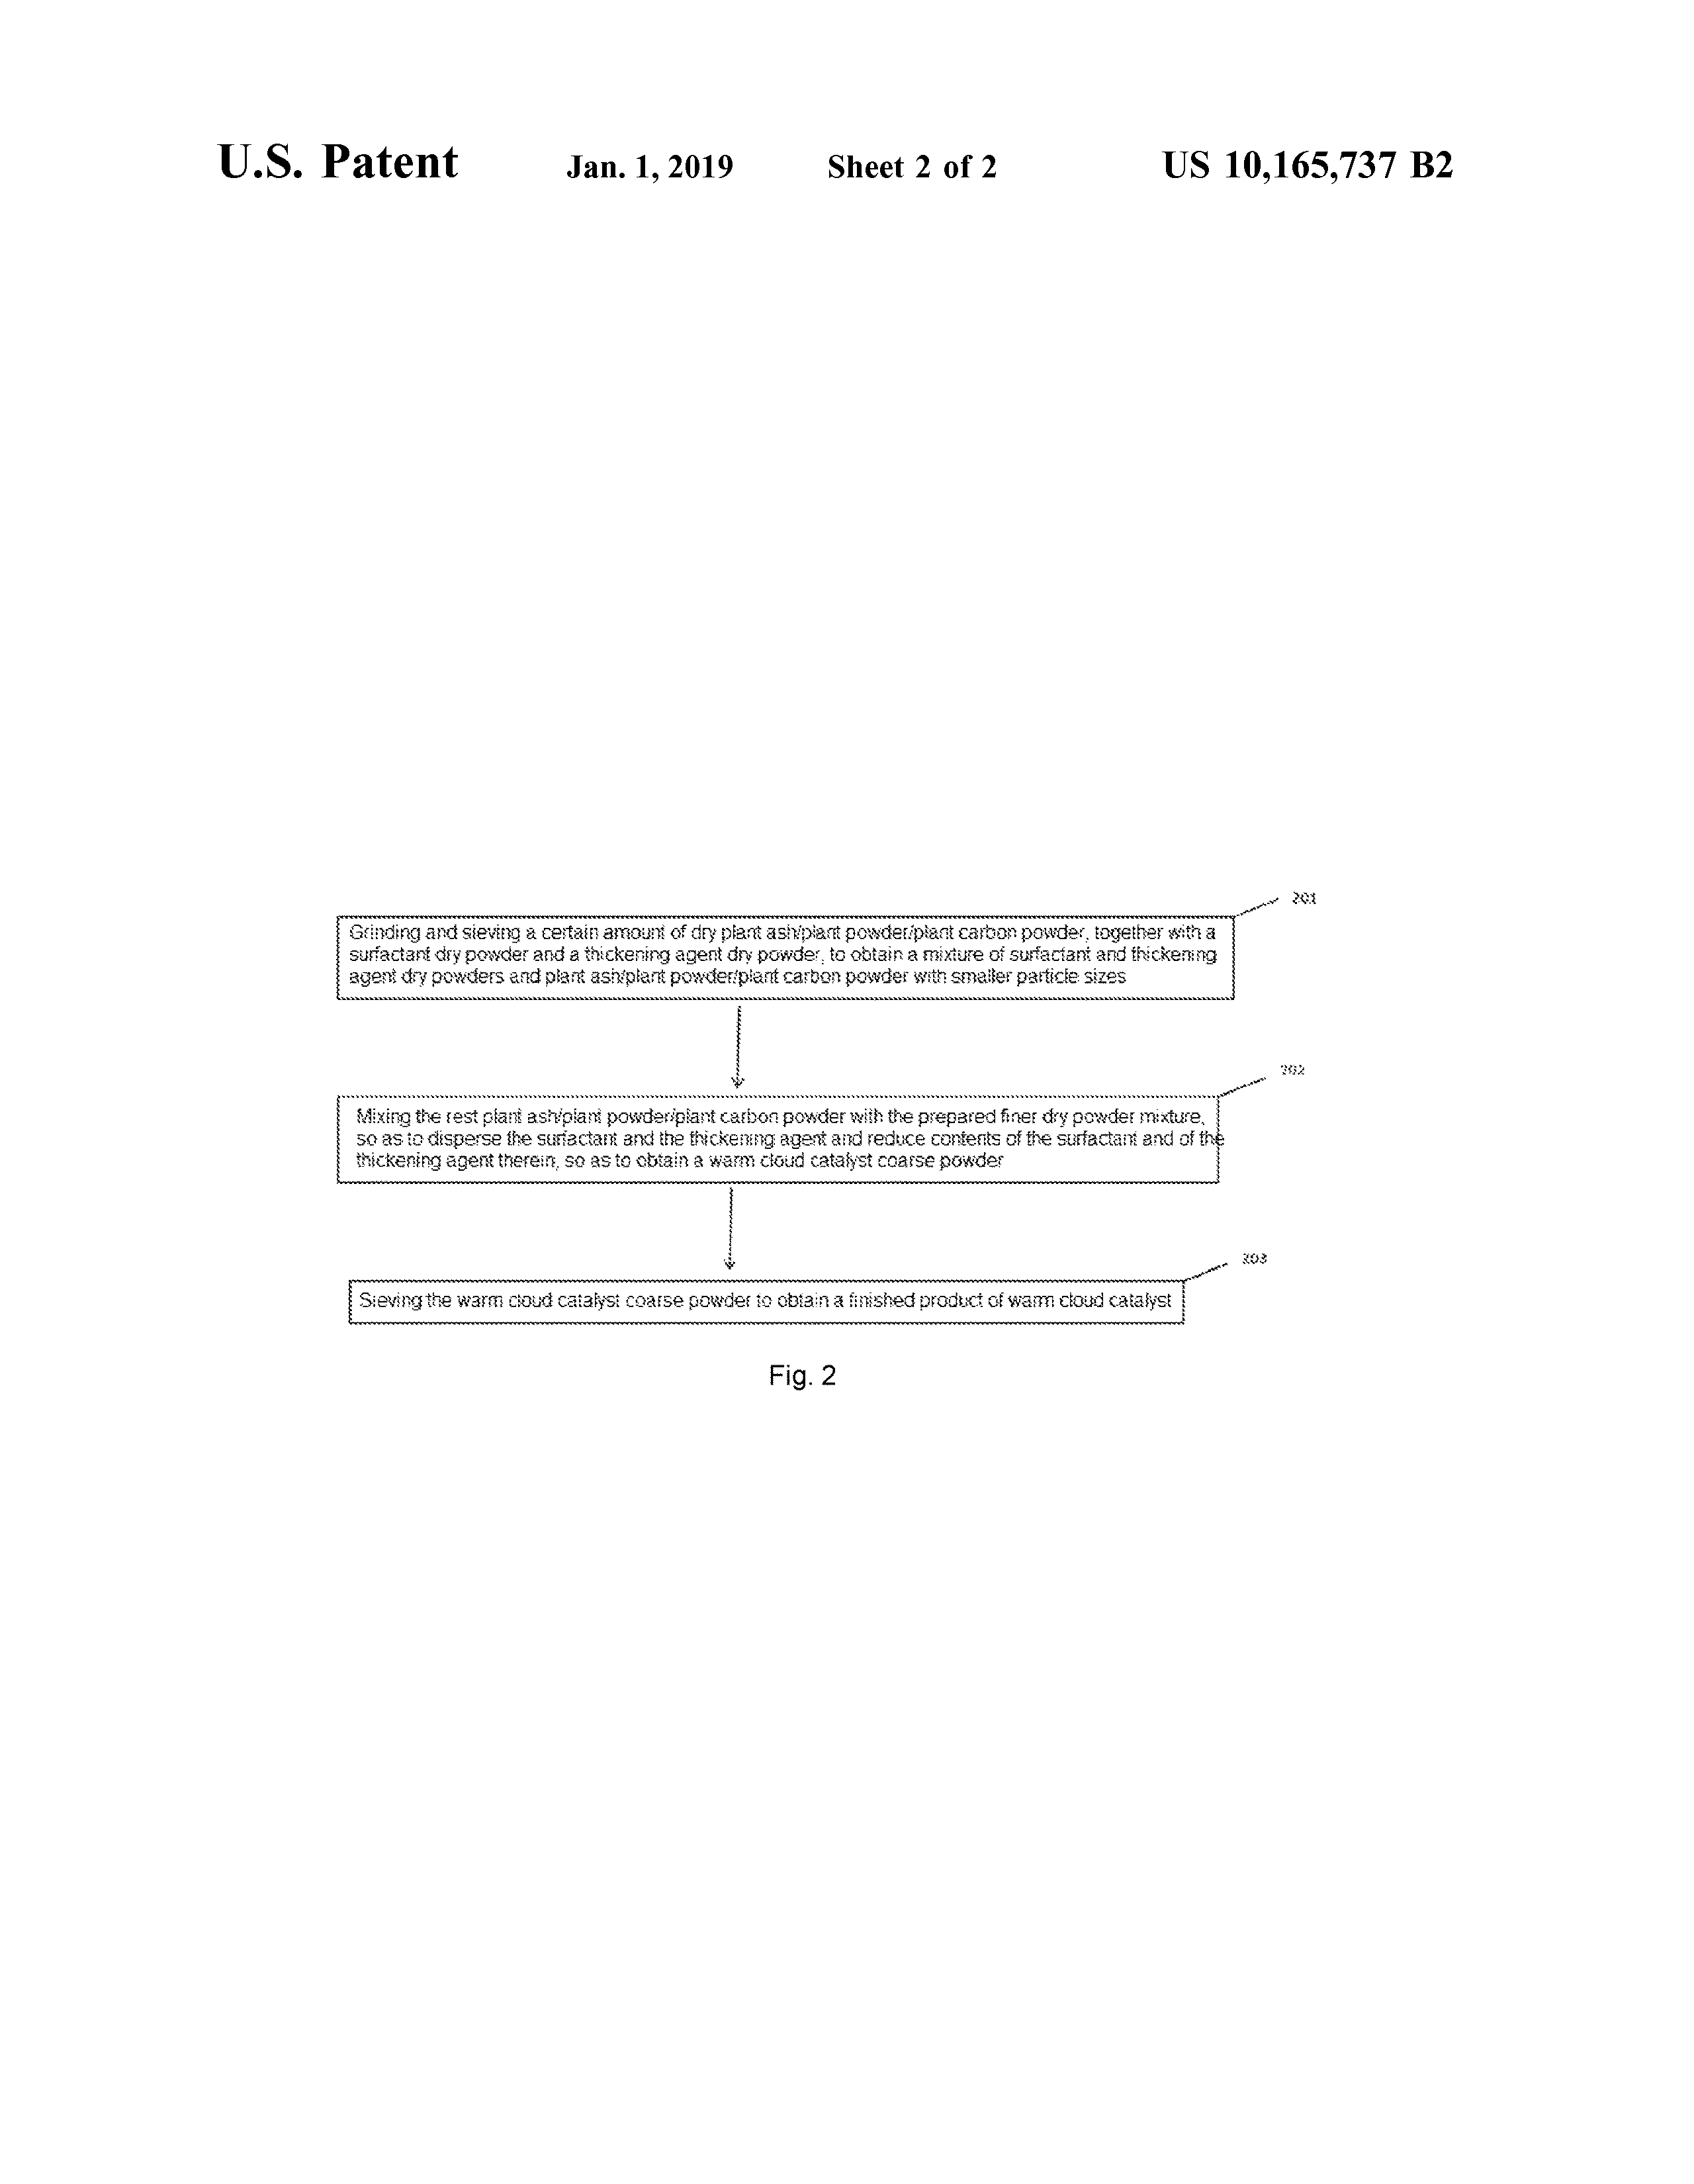 U.S. Patent Jan. 1, 2019 Sheet 2 of 2 US 10,165,737 B2
201
Grinding and sieving a certain amount of dry plant ash/plant powder/plant carbon powder, together with a
surfactant dry powder and a thickening agent dry powder, to obtain a mixture of surfactant and thickening
agent dry powders and plant ash/plant powder/plant carbon powder with smaller particle sizes
202
Mixing the rest plant ash/plant powder/plant carbon powder with the prepared finer dry powder mixture,
so as to disperse the surfactant and the thickening agent and reduce contents of the surfactant and of the
thickening agent therein, so as to obtain a warm cloud catalyst coarse powder
203
Sieving the warm cloud catalyst coarse powder to obtain a finished product of warm cloud catalyst
Fig. 2